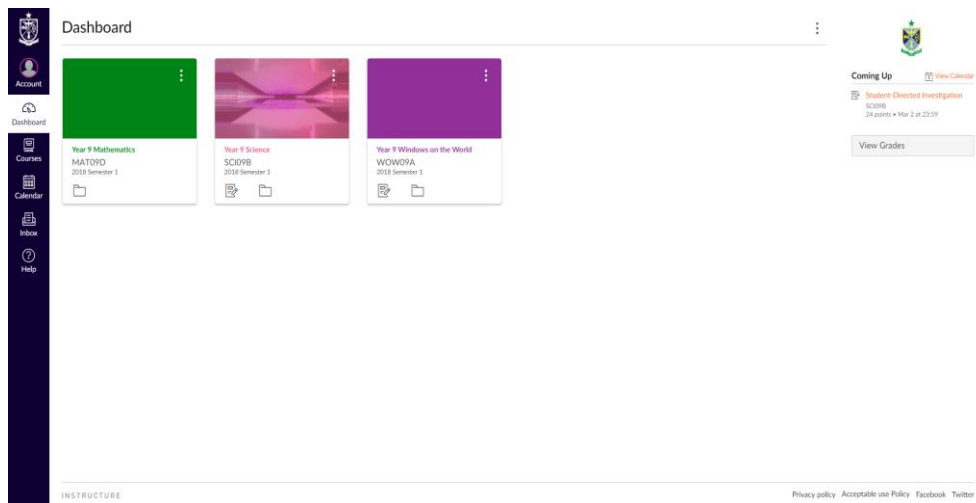 Dashboard
Account
Dashboard
Courses
Calendar
Inbox
Help
Year 9 Mathematics
MAT09D
2018 Semester 1
Year 9 Science
SCI09B
2018 Semester 1
Year 9 Windows on the World
WOW09A
2018 Semester 1
Coming Up View Calendar
Student-Directed Investigation
SCI09B
24 points • Mar 2 at 23:59
View Grades
INSTRUCTURE
Privacy policy Acceptable use Policy Facebook Twitter